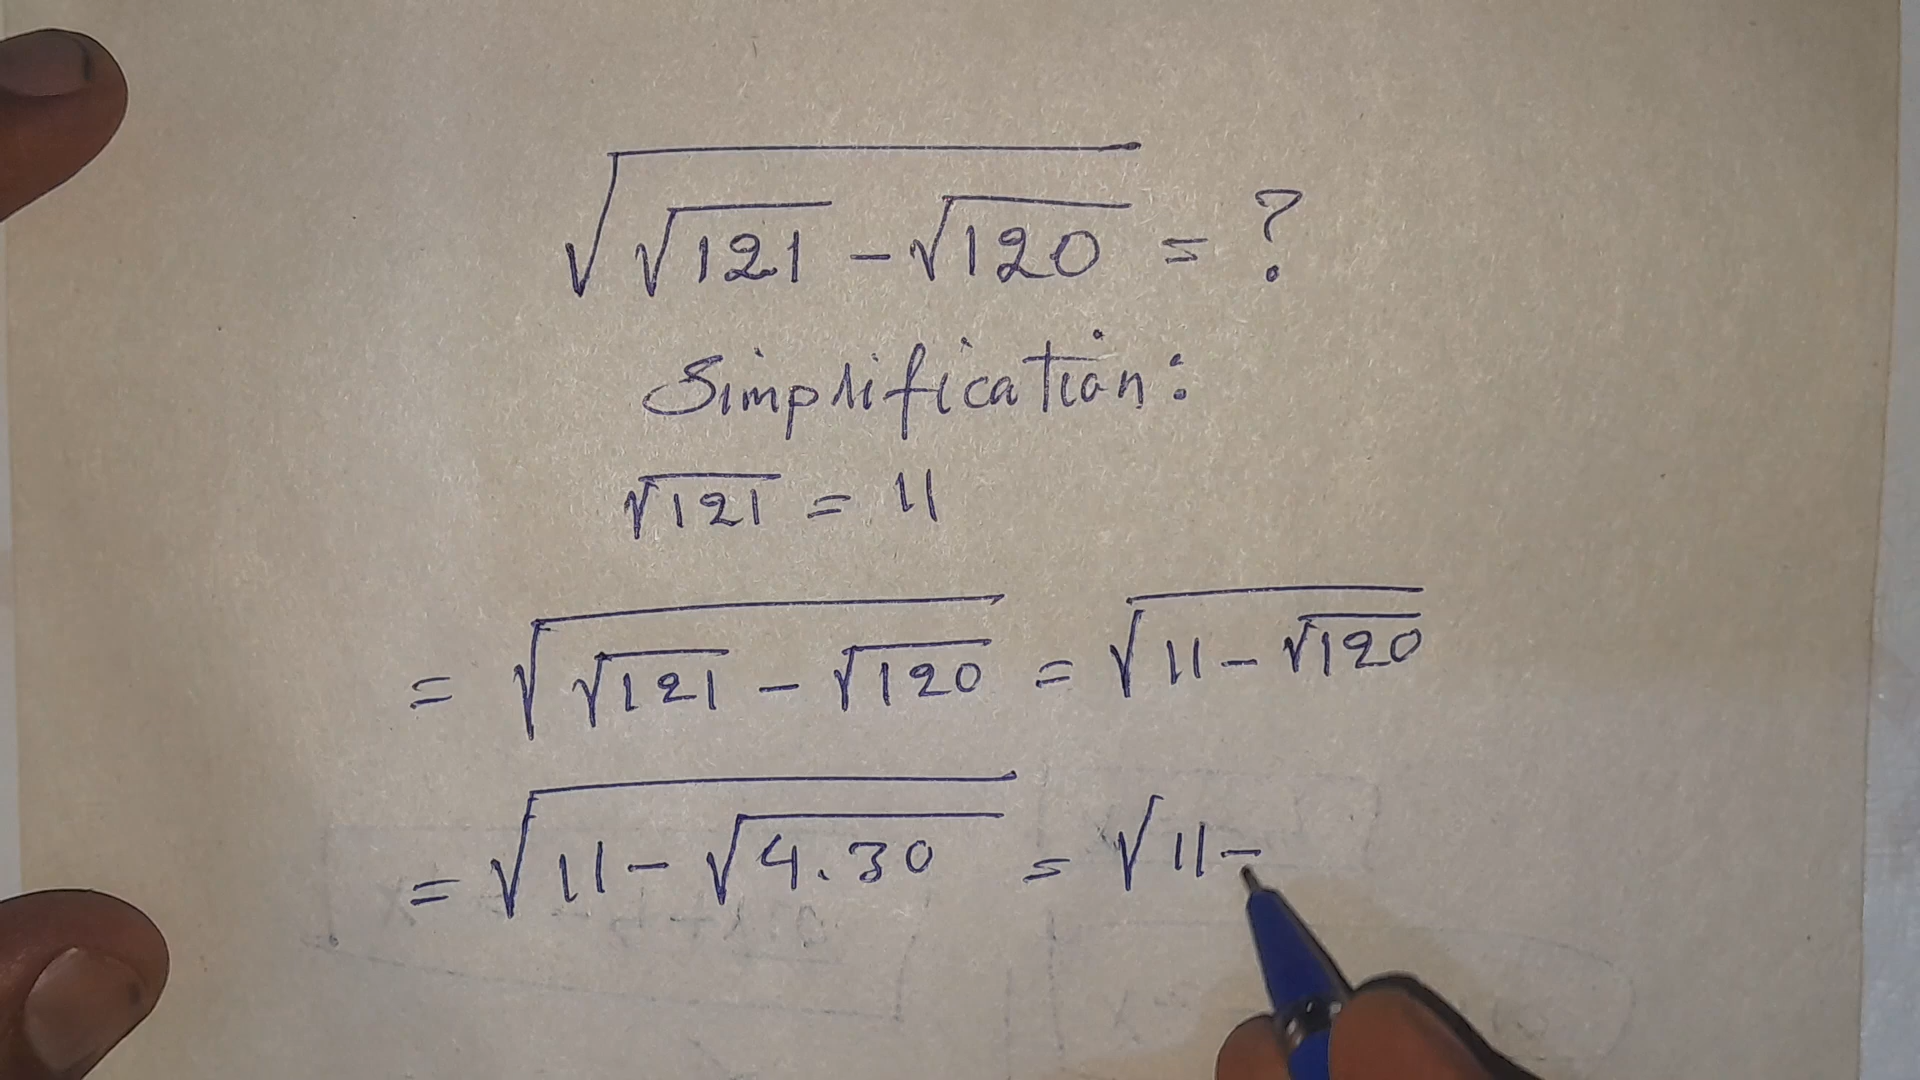 √(√121 - √120) = ?
Simplification:
√121 = 11
= √(√121 - √120) = √(11 - √120)
= √(11 - √(4.30)) = √11 -